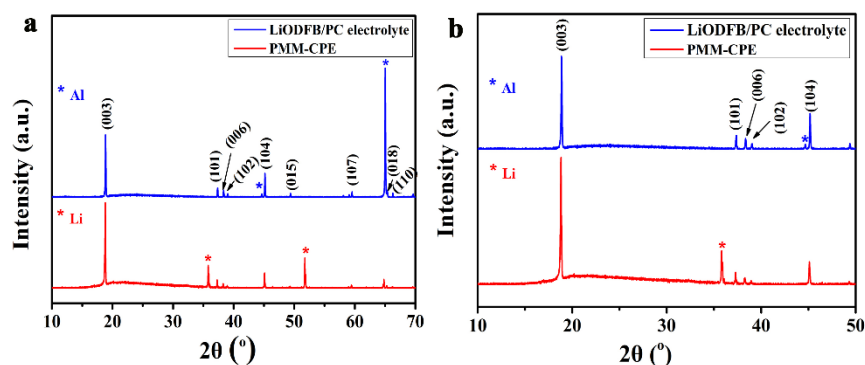 a
LiODFB/PC electrolyte
PMM-CPE
* Al
(003)
(101)
(006)
(102)
*
(104)
(015)
(107)
*
(018)
(110)
* Li
*
*
Intensity (a.u.)
10
20
30
40
50
60
70
2θ (°)
b
LiODFB/PC electrolyte
PMM-CPE
* Al
(003)
(101)
(006)
(102)
*
(104)
* Li
*
Intensity (a.u.)
10
20
30
40
50
2θ (°)